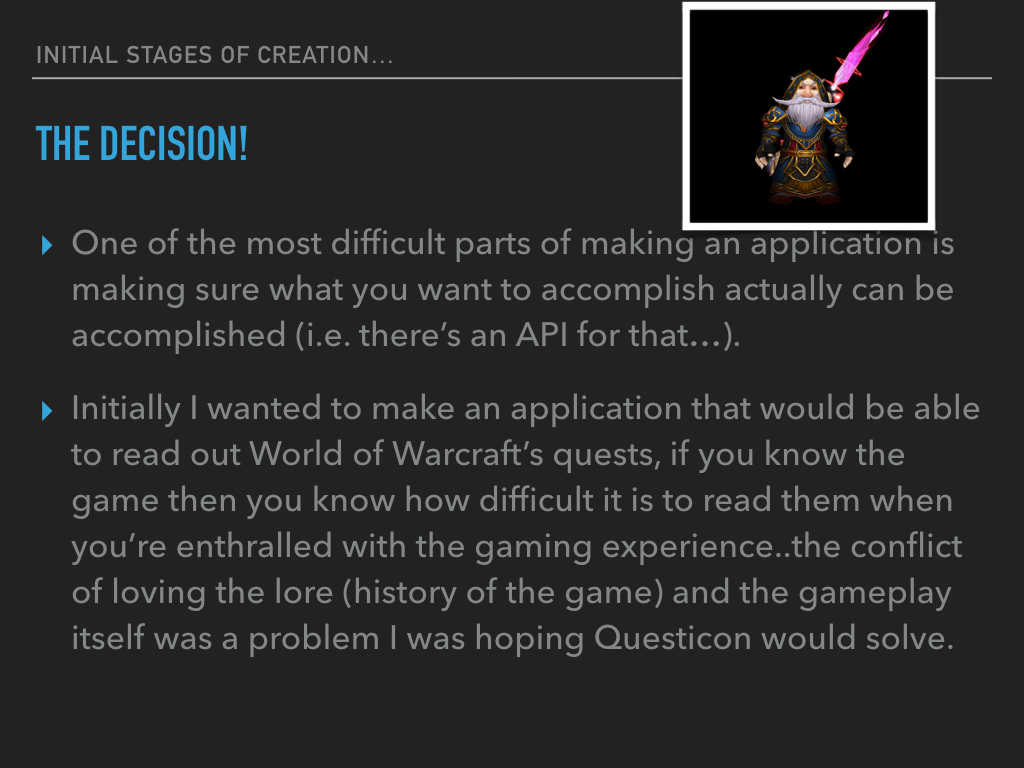 INITIAL STAGES OF CREATION…
THE DECISION!
One of the most difficult parts of making an application is
making sure what you want to accomplish actually can be
accomplished (i.e. there’s an API for that…).
Initially I wanted to make an application that would be able
to read out World of Warcraft’s quests, if you know the
game then you know how difficult it is to read them when
you’re enthralled with the gaming experience..the conflict
of loving the lore (history of the game) and the gameplay
itself was a problem I was hoping Questicon would solve.